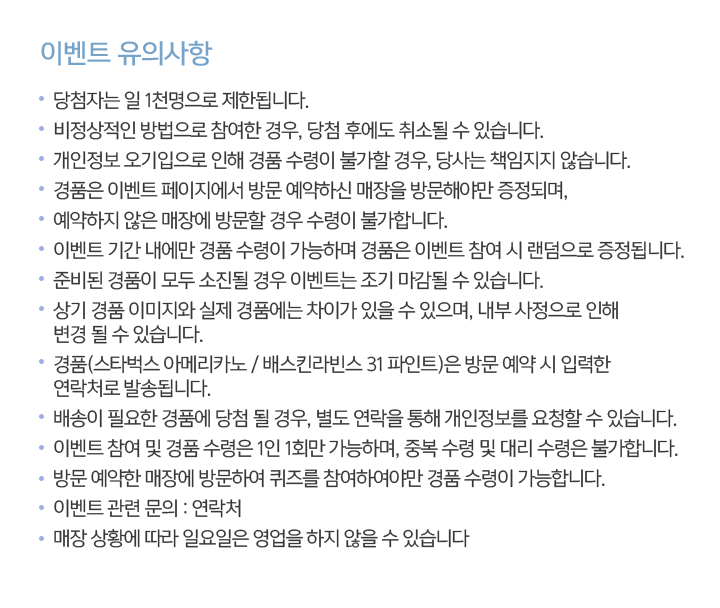 이벤트 유의사항
• 당첨자는 일 1천명으로 제한됩니다.
• 비정상적인 방법으로 참여한 경우, 당첨 후에도 취소될 수 있습니다.
• 개인정보 오기입으로 인해 경품 수령이 불가할 경우, 당사는 책임지지 않습니다.
• 경품은 이벤트 페이지에서 방문 예약하신 매장을 방문해야만 증정되며,
• 예약하지 않은 매장에 방문할 경우 수령이 불가합니다.
• 이벤트 기간 내에만 경품 수령이 가능하며 경품은 이벤트 참여 시 랜덤으로 증정됩니다.
• 준비된 경품이 모두 소진될 경우 이벤트는 조기 마감될 수 있습니다.
• 상기 경품 이미지와 실제 경품에는 차이가 있을 수 있으며, 내부 사정으로 인해
변경 될 수 있습니다.
• 경품(스타벅스 아메리카노 / 배스킨라빈스 31 파인트)은 방문 예약 시 입력한
연락처로 발송됩니다.
• 배송이 필요한 경품에 당첨 될 경우, 별도 연락을 통해 개인정보를 요청할 수 있습니다.
• 이벤트 참여 및 경품 수령은 1인 1회만 가능하며, 중복 수령 및 대리 수령은 불가합니다.
• 방문 예약한 매장에 방문하여 퀴즈를 참여하여야만 경품 수령이 가능합니다.
• 이벤트 관련 문의 : 연락처
• 매장 상황에 따라 일요일은 영업을 하지 않을 수 있습니다